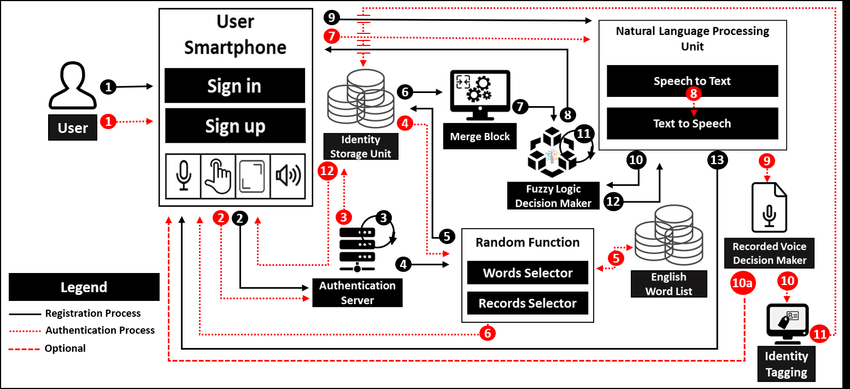 User
Smartphone
Sign in
Sign up
User
1
1
9
7
Identity
Storage Unit
6
4
12
Merge Block
7
8
11
Fuzzy Logic
Decision Maker
10
12
Natural Language Processing
Unit
Speech to Text
8
Text to Speech
13
9
Recorded Voice
Decision Maker
10a
10
11
Identity
Tagging
2
2
3
3
Authentication
Server
4
5
Random Function
Words Selector
Records Selector
6
5
English
Word List
Legend
Registration Process
Authentication Process
Optional